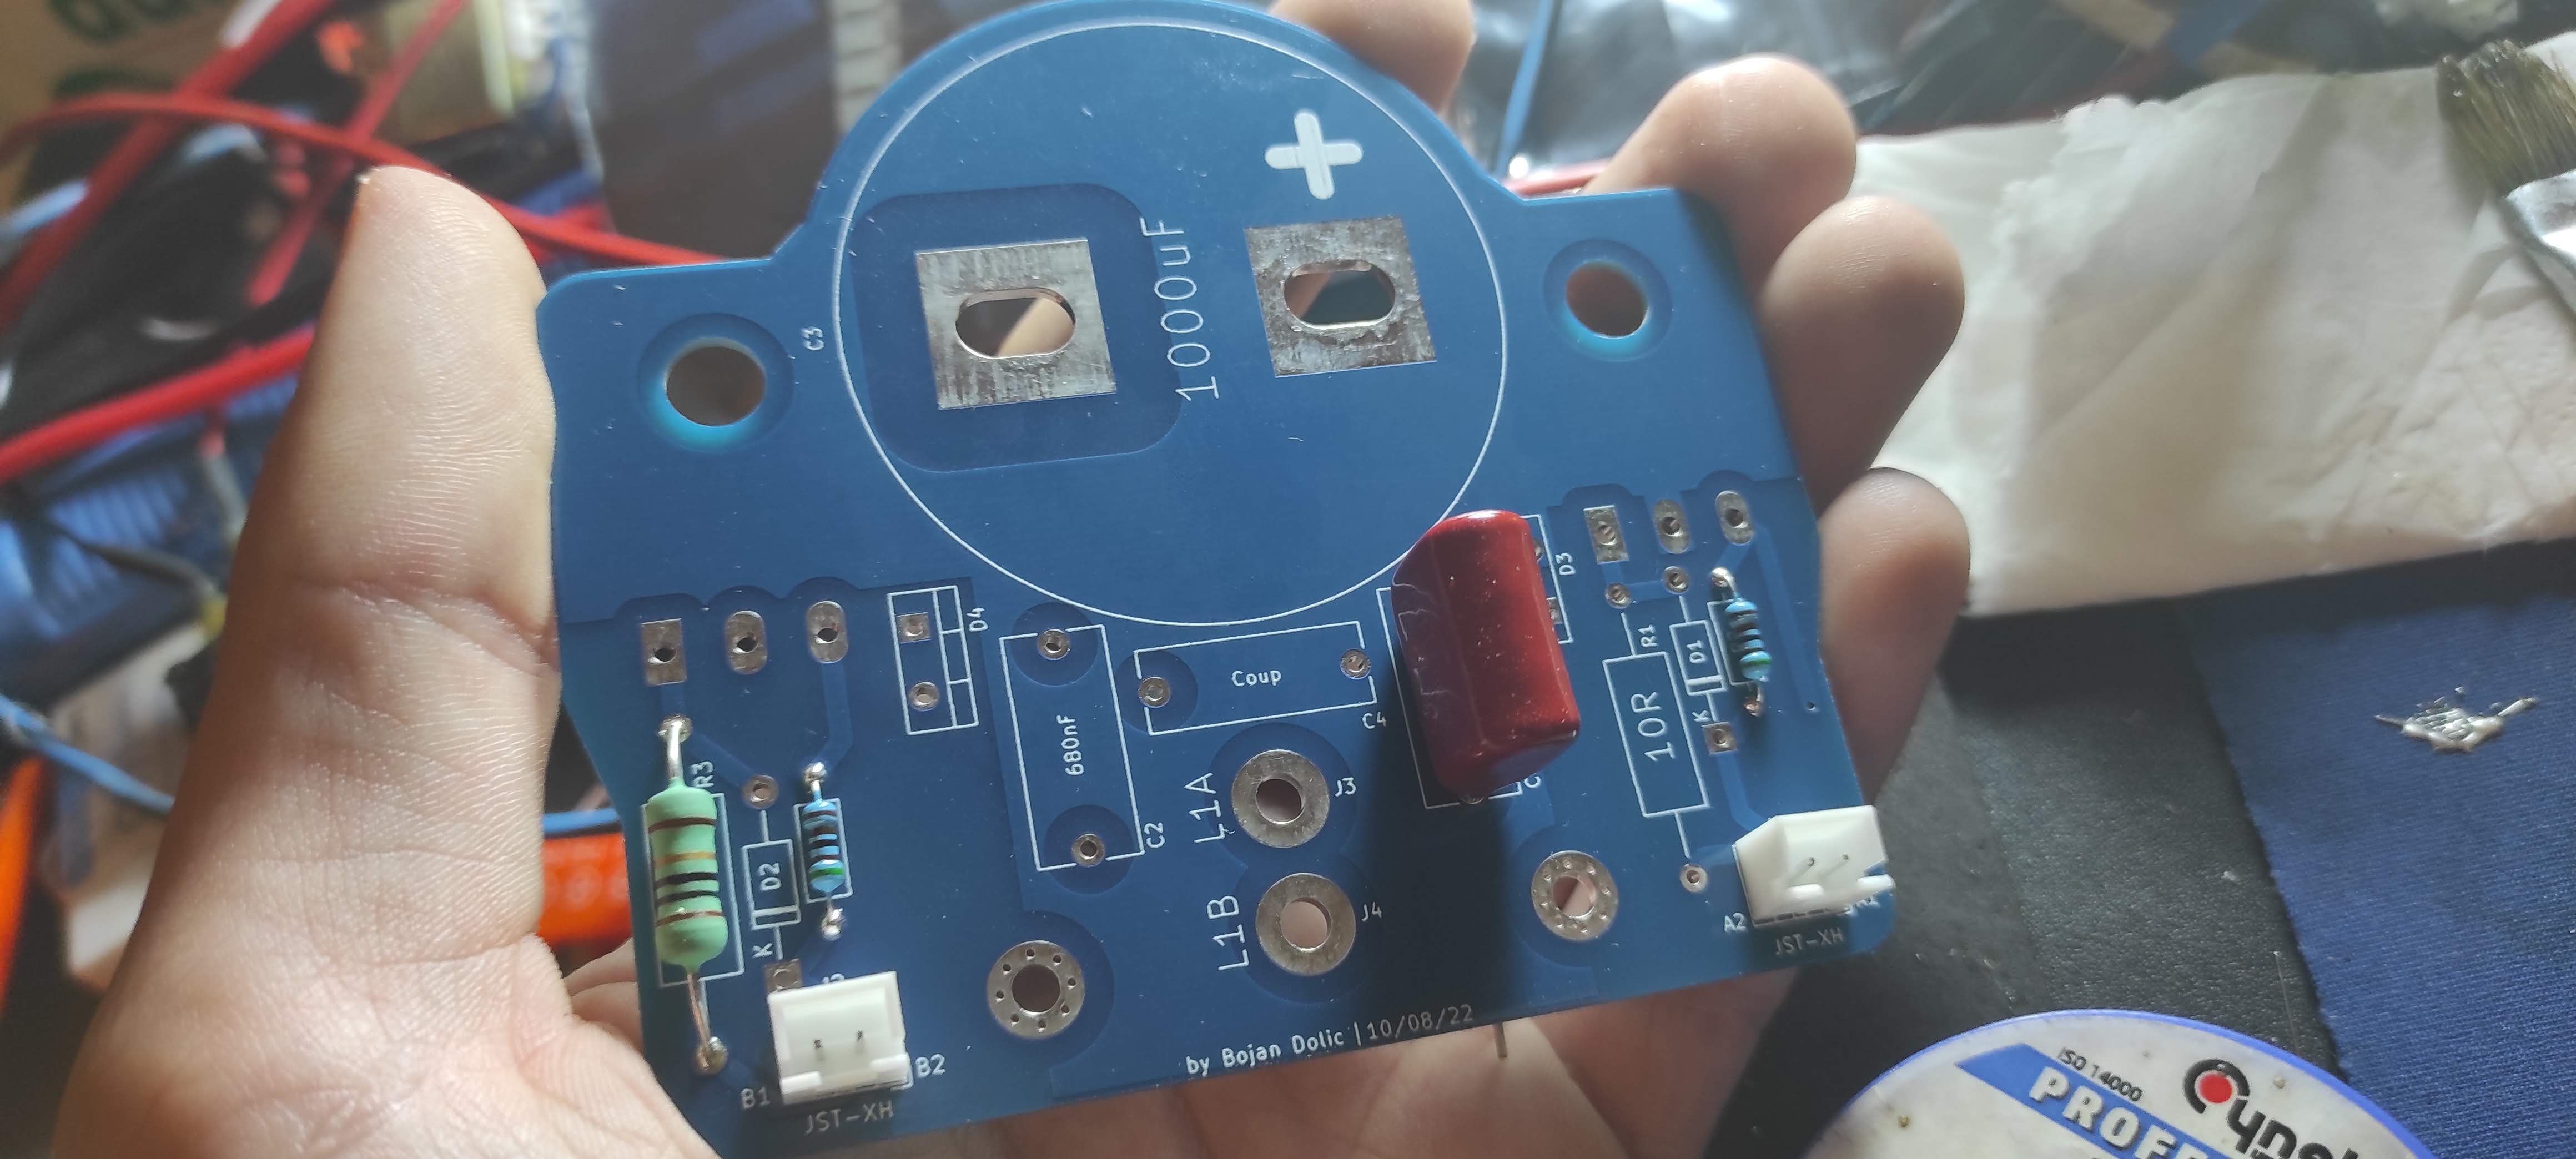 +
1000uF
C3
D3
D4
R1
D1
10R
K
Coup
C4
680nF
C2
R3
D2
K
L1A
J3
L1B
J4
A2
JST-XH
B1
B2
JST-XH
by Bojan Dolic | 10/08/22
ISO 14000
PROF
Cynel